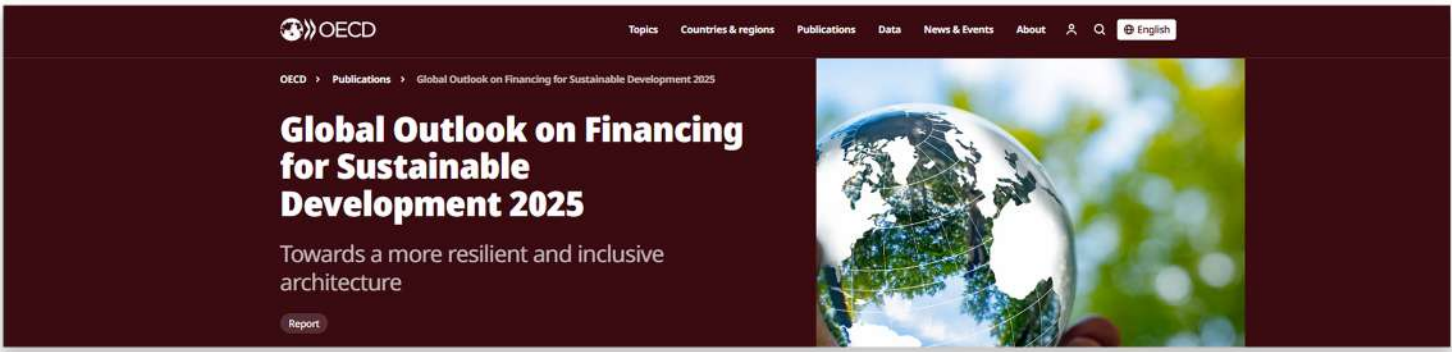 OECD
Topics Countries & regions Publications Data News & Events About English
OECD > Publications > Global Outlook on Financing for Sustainable Development 2025
Global Outlook on Financing
for Sustainable
Development 2025
Towards a more resilient and inclusive
architecture
Report